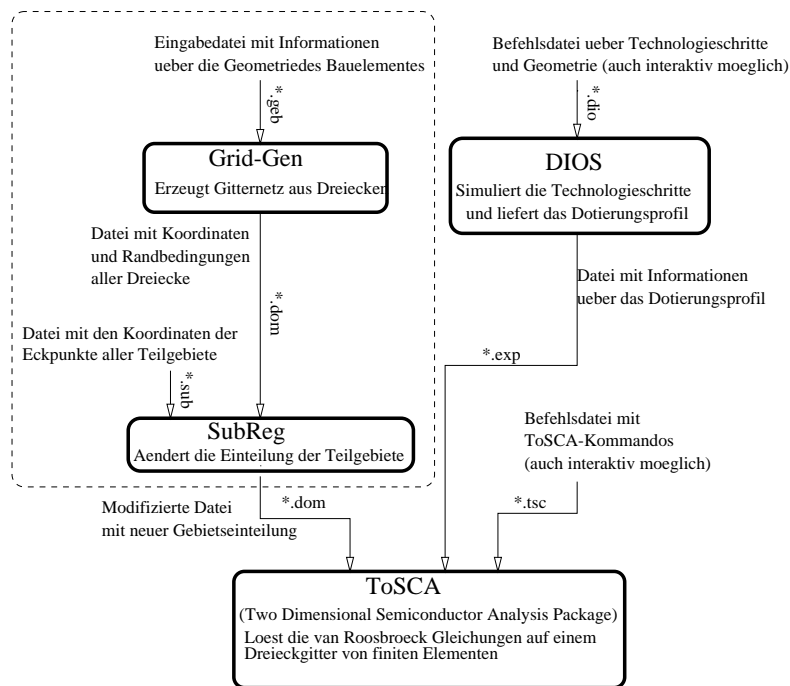 Eingabedatei mit Informationen
ueber die Geometriedes Bauelementes
*.geb
Grid-Gen
Erzeugt Gitternetz aus Dreiecken
Datei mit Koordinaten
und Randbedingungen
aller Dreiecke
*.dom
Datei mit den Koordinaten der
Eckpunkte aller Teilgebiete
*.sub
SubReg
Aendert die Einteilung der Teilgebiete
Modifizierte Datei
mit neuer Gebietseinteilung
*.dom
Befehlsdatei ueber Technologieschritte
und Geometrie (auch interaktiv moeglich)
*.dio
DIOS
Simuliert die Technologieschritte
und liefert das Dotierungsprofil
Datei mit Informationen
ueber das Dotierungsprofil
*.exp
Befehlsdatei mit
ToSCA-Kommandos
(auch interaktiv moeglich)
*.tsc
ToSCA
(Two Dimensional Semiconductor Analysis Package)
Loest die van Roosbroeck Gleichungen auf einem
Dreieckgitter von finiten Elementen